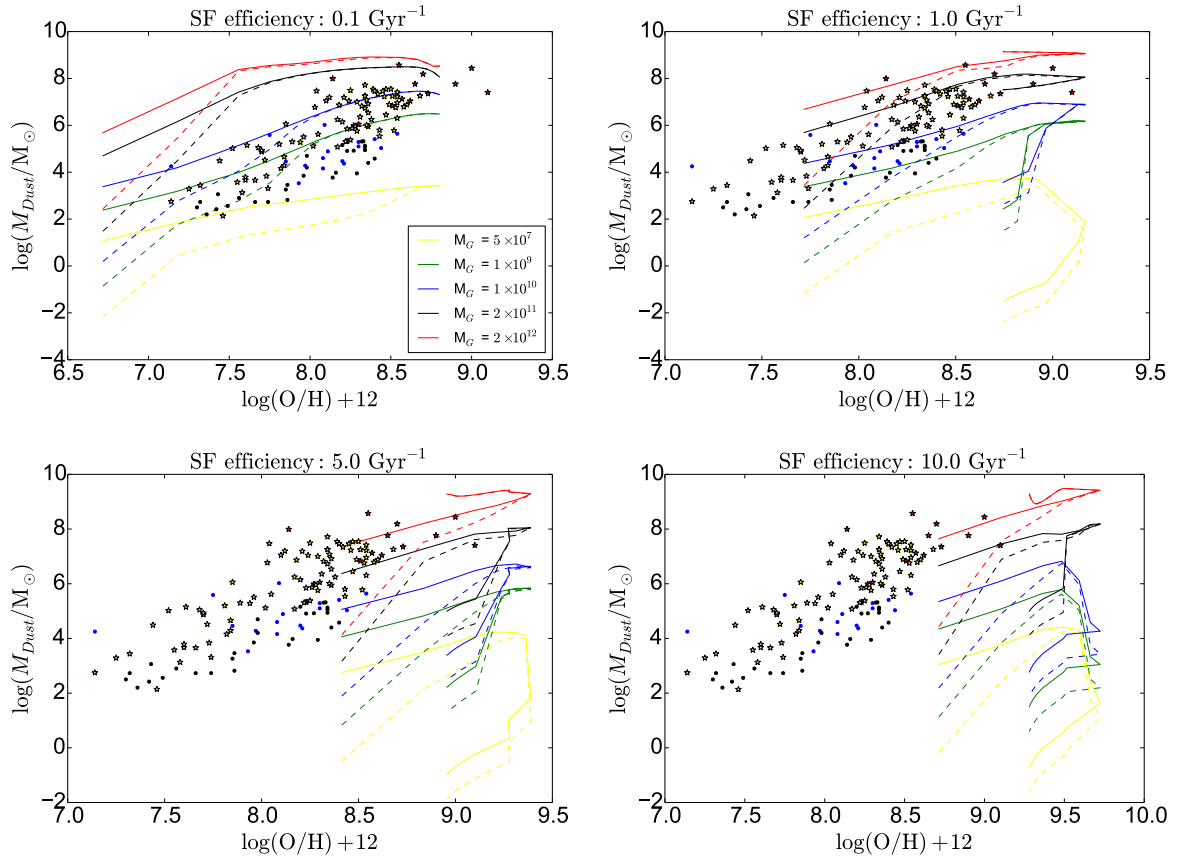 SF efficiency: 0.1 Gyr⁻¹
10
8
6
4
2
0
−2
−4
log(M_Dust/M⊙)
6.5 7.0 7.5 8.0 8.5 9.0 9.5
log(O/H)+12
M_G = 5×10⁷
M_G = 1×10⁹
M_G = 1×10¹⁰
M_G = 2×10¹¹
M_G = 2×10¹²
SF efficiency: 1.0 Gyr⁻¹
10
8
6
4
2
0
−2
−4
log(M_Dust/M⊙)
7.0 7.5 8.0 8.5 9.0 9.5
log(O/H)+12
SF efficiency: 5.0 Gyr⁻¹
10
8
6
4
2
0
−2
log(M_Dust/M⊙)
7.0 7.5 8.0 8.5 9.0 9.5
log(O/H)+12
SF efficiency: 10.0 Gyr⁻¹
10
8
6
4
2
0
−2
log(M_Dust/M⊙)
7.0 7.5 8.0 8.5 9.0 9.5 10.0
log(O/H)+12